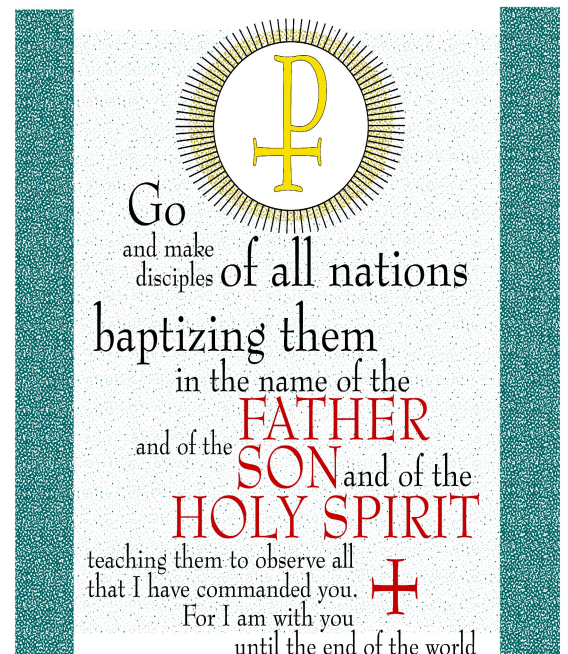 Go
and make
disciples of all nations
baptizing them
in the name of the
FATHER
and of the
SON and of the
HOLY SPIRIT
teaching them to observe all
that I have commanded you.
For I am with you
until the end of the world